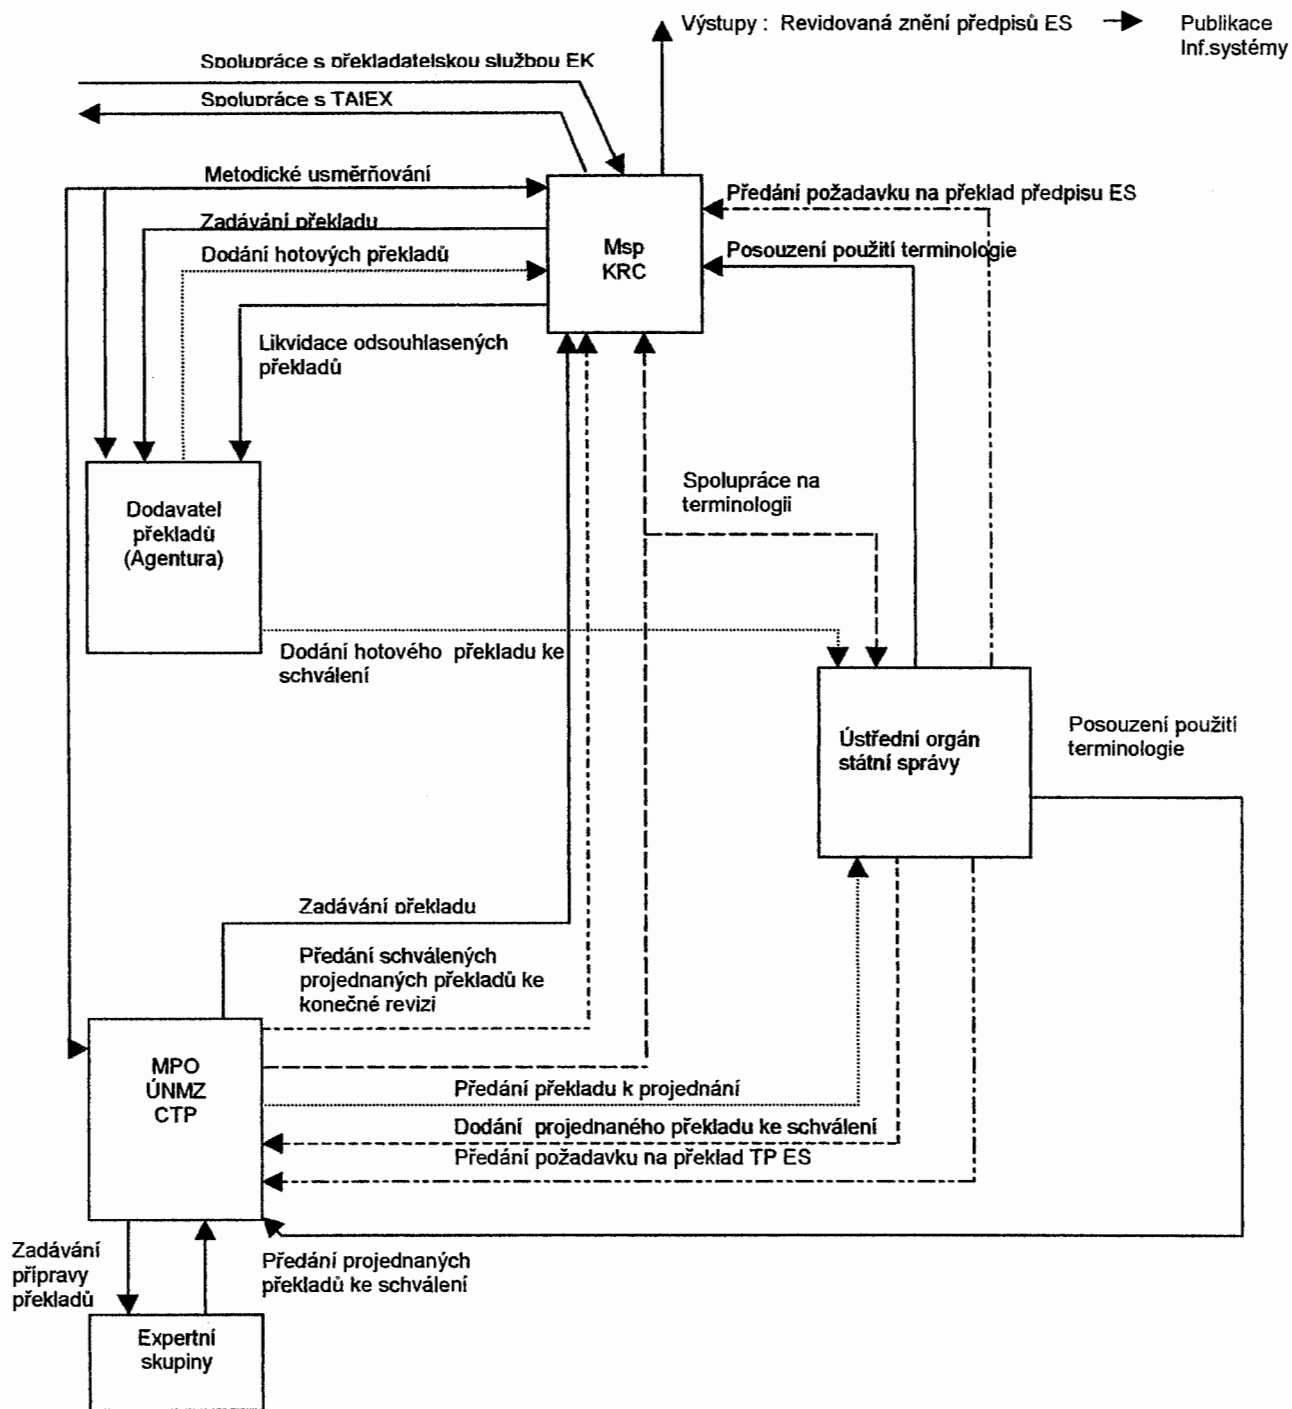 Výstupy : Revidovaná znění předpisů ES
Publikace
Inf.systémy
Spolupráce s překladatelskou službou EK
Spolupráce s TAIEX
Metodické usměrňování
Zadávání překladu
Dodání hotových překladů
Msp
KRC
Předání požadavku na překlad předpisu ES
Posouzení použití terminologie
Likvidace odsouhlasených
překladů
Dodavatel
překladů
(Agentura)
Spolupráce na
terminologii
Dodání hotového překladu ke
schválení
Ústřední orgán
státní správy
Posouzení použití
terminologie
Zadávání překladu
Předání schválených
projednaných překladů ke
konečné revizi
MPO
ÚNMZ
CTP
Předání překladu k projednání
Dodání projednaného překladu ke schválení
Předání požadavku na překlad TP ES
Zadávání
přípravy
překladů
Předání projednaných
překladů ke schválení
Expertní
skupiny